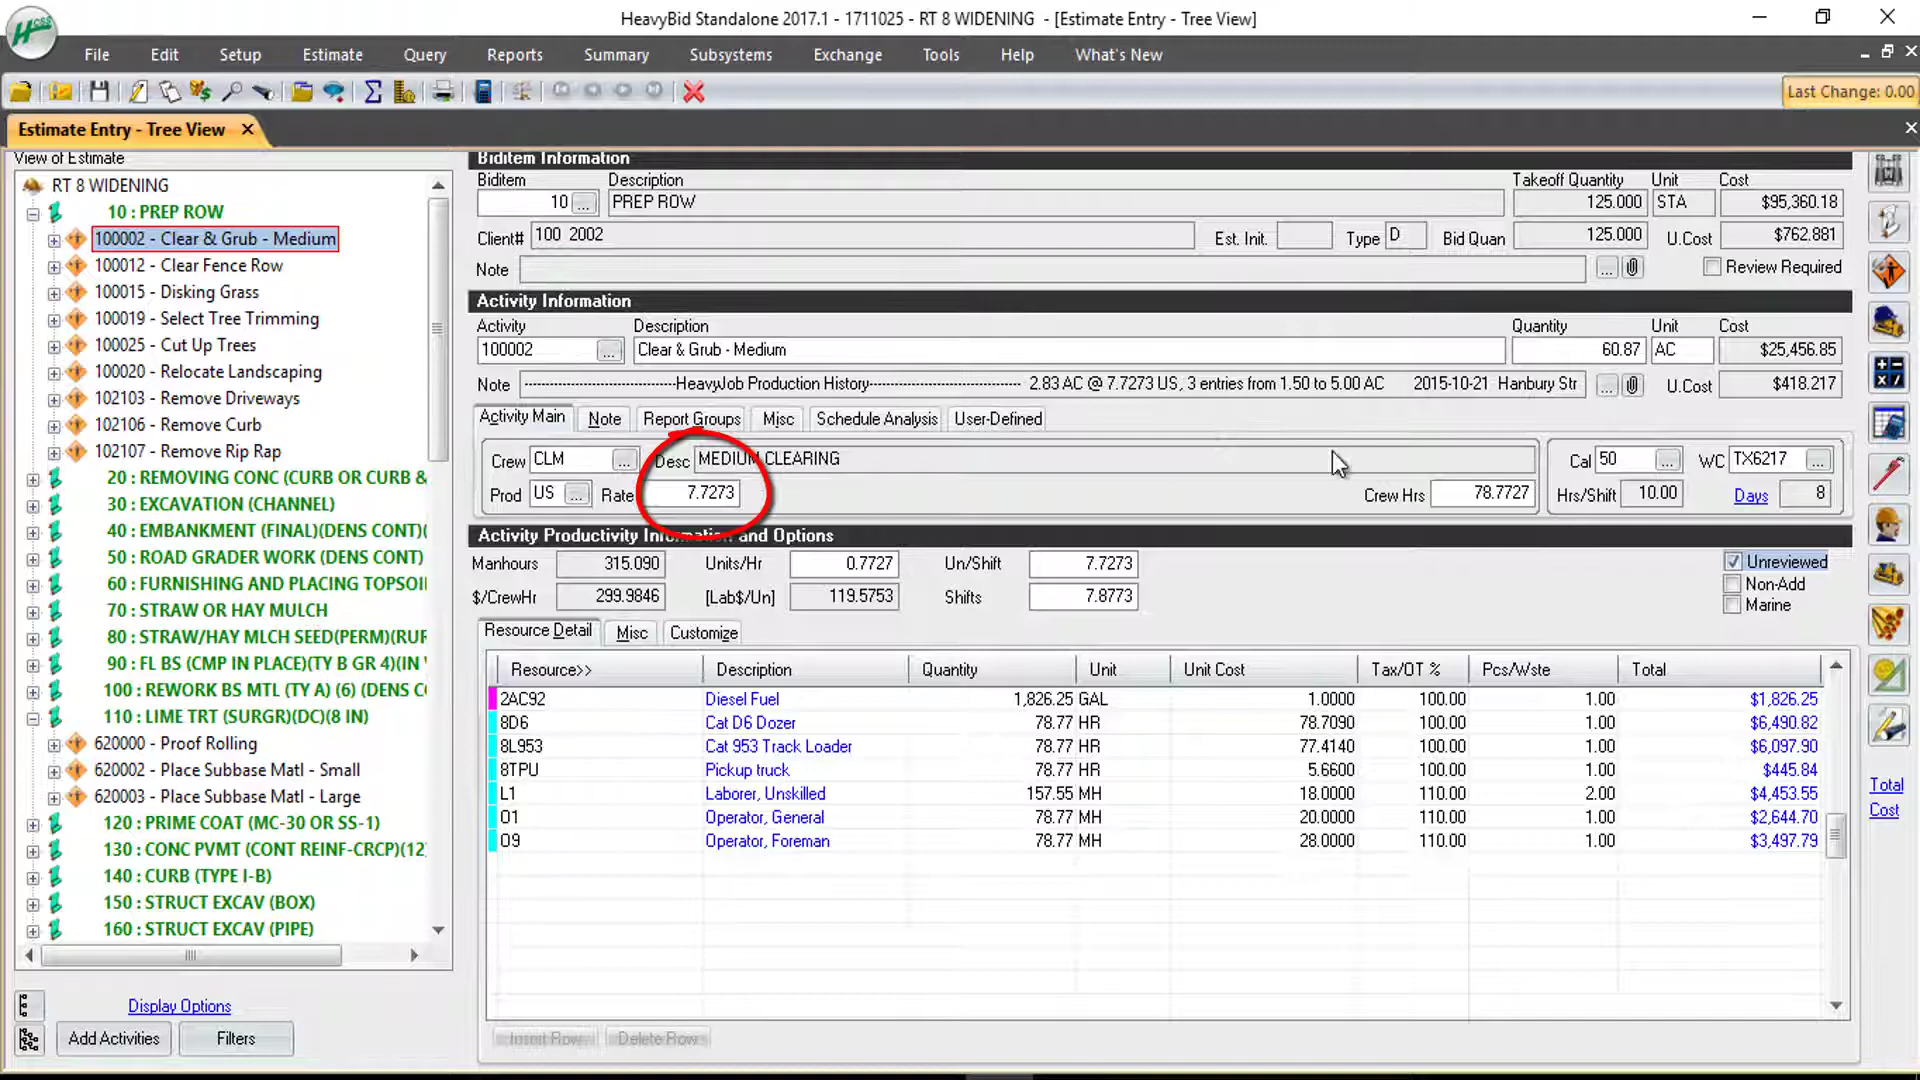 HCSS
HeavyBid Standalone 2017.1 - 1711025 - RT 8 WIDENING - [Estimate Entry - Tree View]
File Edit Setup Estimate Query Reports Summary Subsystems Exchange Tools Help What's New
Last Change: 0.00
Estimate Entry - Tree View
View of Estimate
RT 8 WIDENING
10 : PREP ROW
100002 - Clear & Grub - Medium
100012 - Clear Fence Row
100015 - Disking Grass
100019 - Select Tree Trimming
100025 - Cut Up Trees
100020 - Relocate Landscaping
102103 - Remove Driveways
102106 - Remove Curb
102107 - Remove Rip Rap
20 : REMOVING CONC (CURB OR CURB &
30 : EXCAVATION (CHANNEL)
40 : EMBANKMENT (FINAL)(DENS CONT)(
50 : ROAD GRADER WORK (DENS CONT)
60 : FURNISHING AND PLACING TOPSOI
70 : STRAW OR HAY MULCH
80 : STRAW/HAY MLCH SEED(PERM)(RUR
90 : FL BS (CMP IN PLACE)(TY B GR 4)(IN
100 : REWORK BS MTL (TY A) (6) (DENS C
110 : LIME TRT (SURGR)(DC)(8 IN)
620000 - Proof Rolling
620002 - Place Subbase Matl - Small
620003 - Place Subbase Matl - Large
120 : PRIME COAT (MC-30 OR SS-1)
130 : CONC PVMT (CONT REINF-CRCP)(12
140 : CURB (TYPE I-B)
150 : STRUCT EXCAV (BOX)
160 : STRUCT EXCAV (PIPE)
Display Options
Add Activities Filters
Biditem Information
Biditem Description Takeoff Quantity Unit Cost
10 ... PREP ROW 125.000 STA $95,360.18
Client# 100 2002 Est. Init. Type D Bid Quan 125.000 U.Cost $762.881
Note ... Review Required
Activity Information
Activity Description Quantity Unit Cost
100002 ... Clear & Grub - Medium 60.87 AC $25,456.85
Note ------------------------------------HeavyJob Production History------------------------------------ 2.83 AC @ 7.7273 US, 3 entries from 1.50 to 5.00 AC 2015-10-21 Hanbury Str ... U.Cost $418.217
Activity Main Note Report Groups Misc Schedule Analysis User-Defined
Crew CLM ... Desc MEDIUM CLEARING Cal 50 ... WC TX6217 ...
Prod US ... Rate 7.7273 Crew Hrs 78.7727 Hrs/Shift 10.00 Days 8
Activity Productivity Information and Options
Manhours 315.090 Units/Hr 0.7727 Un/Shift 7.7273 Unreviewed
Non-Add
$/CrewHr 299.9846 [Lab$/Un] 119.5753 Shifts 7.8773 Marine
Resource Detail Misc Customize
Resource>> Description Quantity Unit Unit Cost Tax/OT % Pcs/Wste Total
2AC92 Diesel Fuel 1,826.25 GAL 1.0000 100.00 1.00 $1,826.25
8D6 Cat D6 Dozer 78.77 HR 78.7090 100.00 1.00 $6,490.82
8L953 Cat 953 Track Loader 78.77 HR 77.4140 100.00 1.00 $6,097.90
8TPU Pickup truck 78.77 HR 5.6600 100.00 1.00 $445.84
L1 Laborer, Unskilled 157.55 MH 18.0000 110.00 2.00 $4,453.55
O1 Operator, General 78.77 MH 20.0000 110.00 1.00 $2,644.70
O9 Operator, Foreman 78.77 MH 28.0000 110.00 1.00 $3,497.79
Insert Row Delete Row
Total
Cost